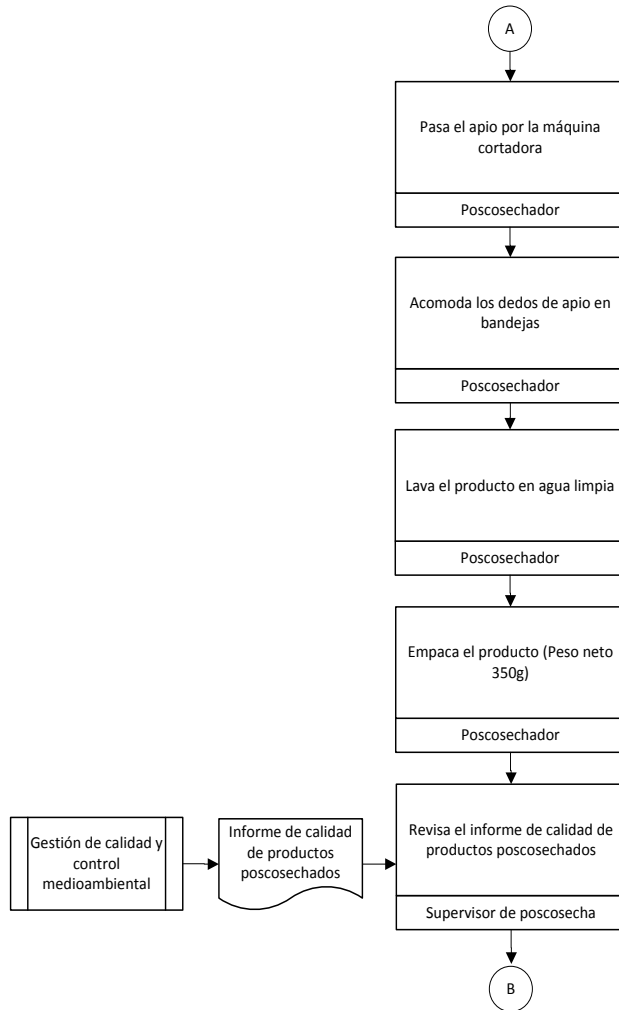 A
Pasa el apio por la máquina
cortadora
Poscosechador
Acomoda los dedos de apio en
bandejas
Poscosechador
Lava el producto en agua limpia
Poscosechador
Empaca el producto (Peso neto
350g)
Poscosechador
Gestión de calidad y
control
medioambiental
Informe de calidad
de productos
poscosechados
Revisa el informe de calidad de
productos poscosechados
Supervisor de poscosecha
B